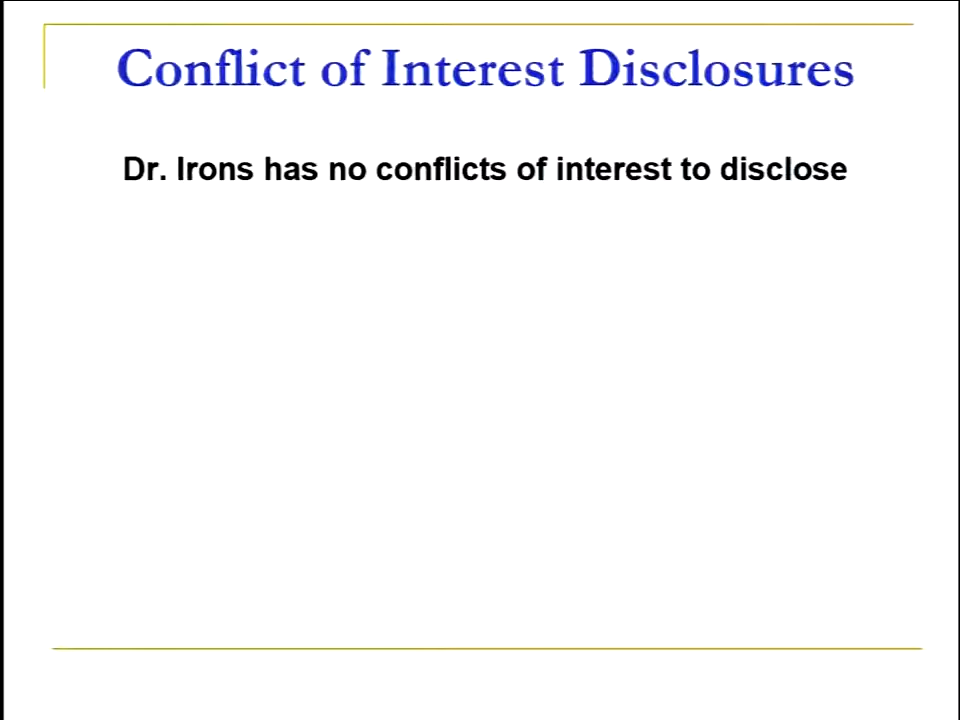 Conflict of Interest Disclosures
Dr. Irons has no conflicts of interest to disclose